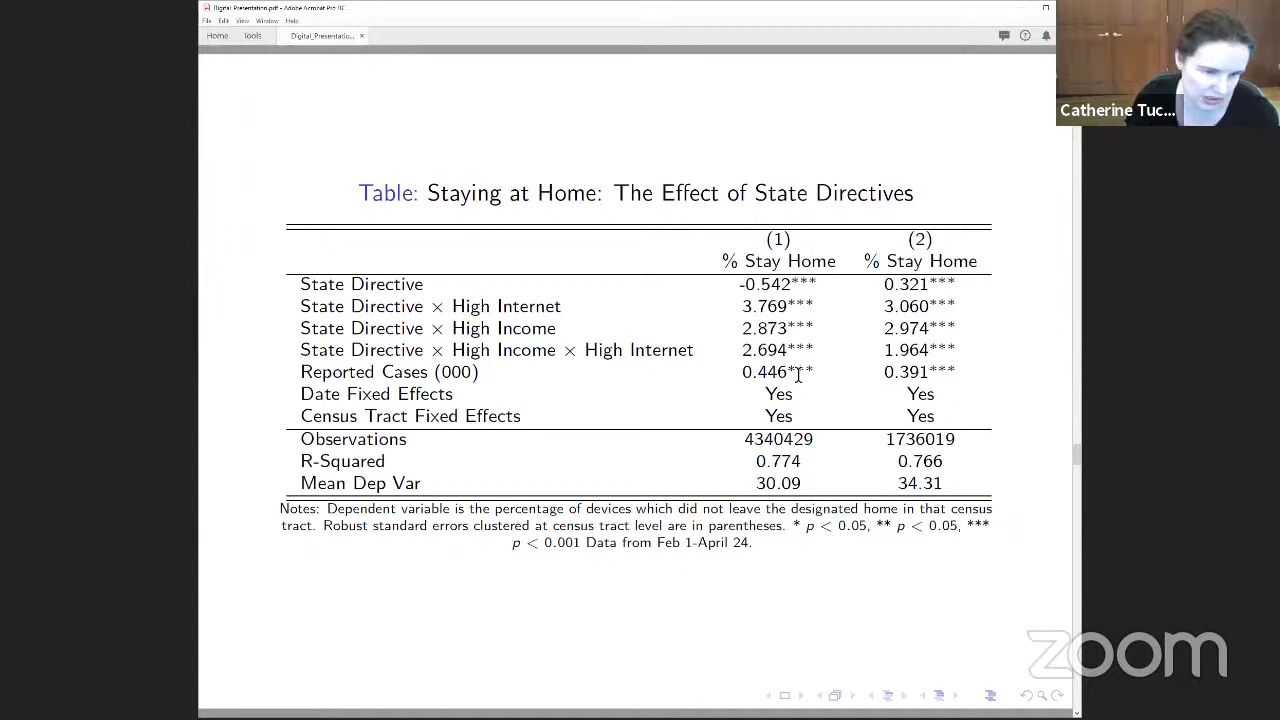 Digital_Presentation.pdf - Adobe Acrobat Pro DC
File Edit View Window Help
Home Tools Digital_Presentatio... ×
Catherine Tuc...
Table: Staying at Home: The Effect of State Directives
(1) (2)
% Stay Home % Stay Home
State Directive -0.542*** 0.321***
State Directive × High Internet 3.769*** 3.060***
State Directive × High Income 2.873*** 2.974***
State Directive × High Income × High Internet 2.694*** 1.964***
Reported Cases (000) 0.446*** 0.391***
Date Fixed Effects Yes Yes
Census Tract Fixed Effects Yes Yes
Observations 4340429 1736019
R-Squared 0.774 0.766
Mean Dep Var 30.09 34.31
Notes: Dependent variable is the percentage of devices which did not leave the designated home in that census
tract. Robust standard errors clustered at census tract level are in parentheses. * p < 0.05, ** p < 0.05, ***
p < 0.001 Data from Feb 1-April 24.
zoom